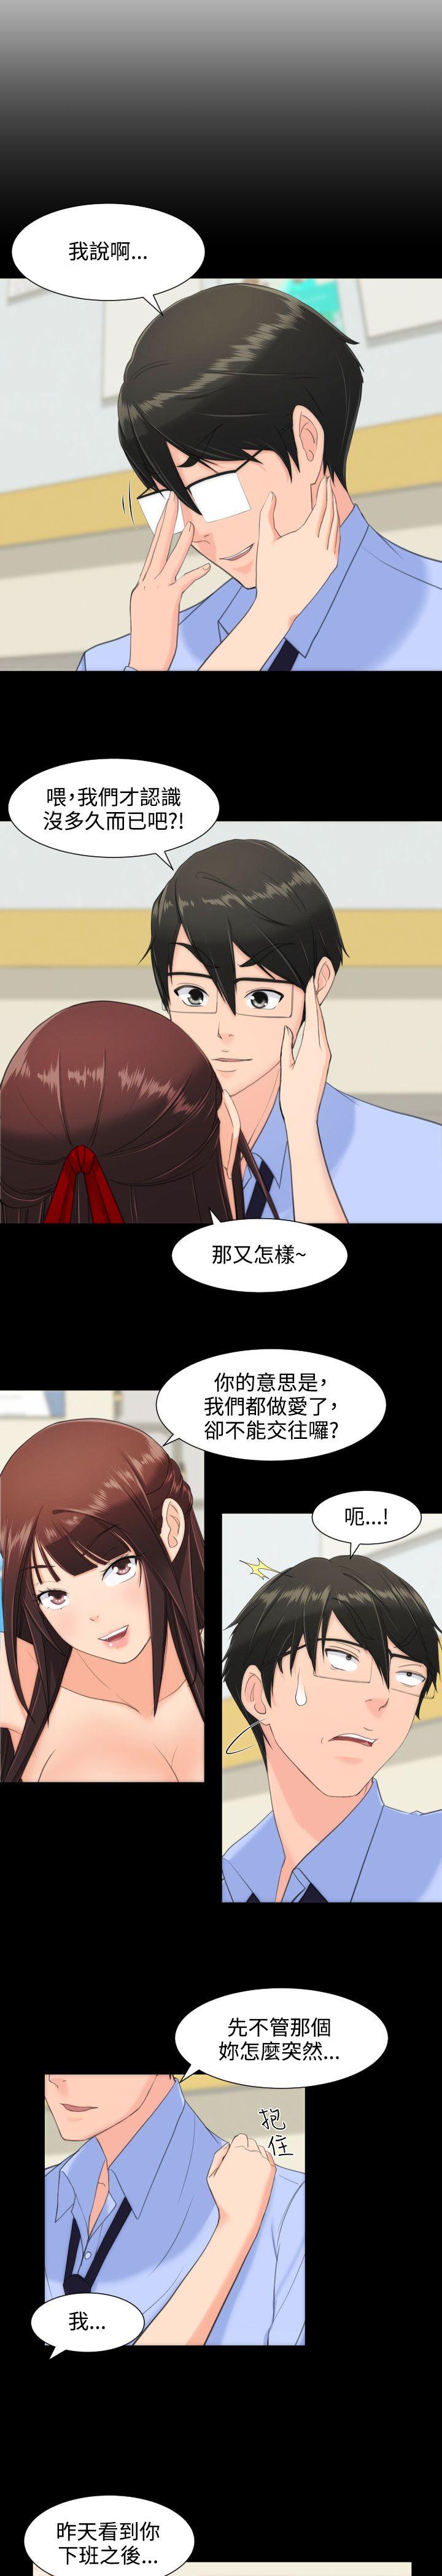 我說啊...
喂,我們才認識
沒多久而已吧?!
那又怎樣~
你的意思是,
我們都做愛了,
卻不能交往囉?
呃...!
先不管那個
妳怎麼突然...
抱
住
我...
昨天看到你
下班之後...